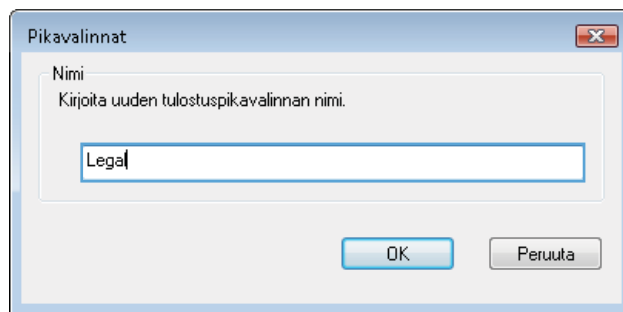 Pikavalinnat
Nimi
Kirjoita uuden tulostuspikavalinnan nimi.
Legal
OK
Peruuta